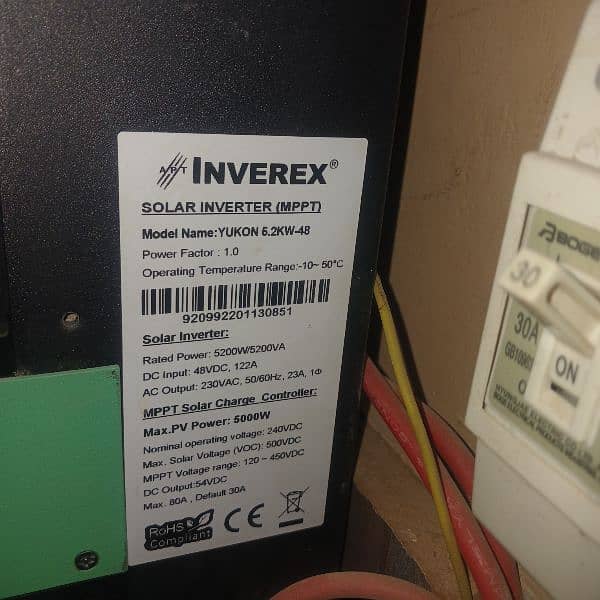 APT INVEREX®
SOLAR INVERTER (MPPT)
Model Name:YUKON 5.2KW-48
Power Factor : 1.0
Operating Temperature Range:-10~ 50°C
920992201130851
Solar Inverter:
Rated Power: 5200W/5200VA
DC Input: 48VDC, 122A
AC Output: 230VAC, 50/60HZ, 23A, 1Φ
MPPT Solar Charge Controller:
Max.PV Power: 5000W
Nominal operating voltage: 240VDC
Max. Solar Voltage (VOC): 500VDC
MPPT Voltage range: 120 ~ 450VDC
DC Output:54VDC
Max. 80A , Default 30A
RoHS
Compliant
CE
BOGE
30
30A
ON